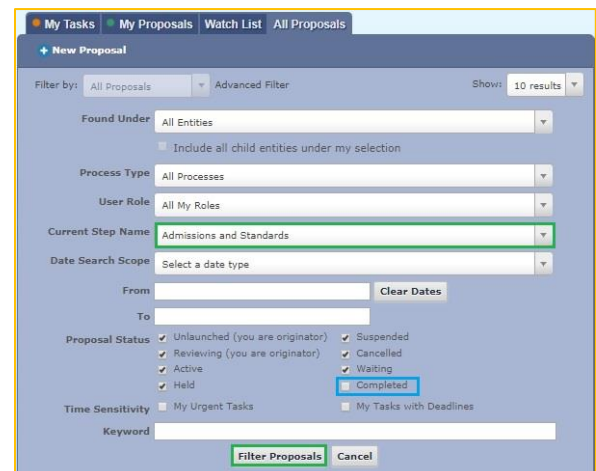 My Tasks My Proposals Watch List All Proposals
+ New Proposal
Filter by: All Proposals Advanced Filter Show: 10 results
Found Under All Entities
Include all child entities under my selection
Process Type All Processes
User Role All My Roles
Current Step Name Admissions and Standards
Date Search Scope Select a date type
From Clear Dates
To
Proposal Status Unlaunched (you are originator) Suspended
Reviewing (you are originator) Cancelled
Active Waiting
Held Completed
Time Sensitivity My Urgent Tasks My Tasks with Deadlines
Keyword
Filter Proposals Cancel